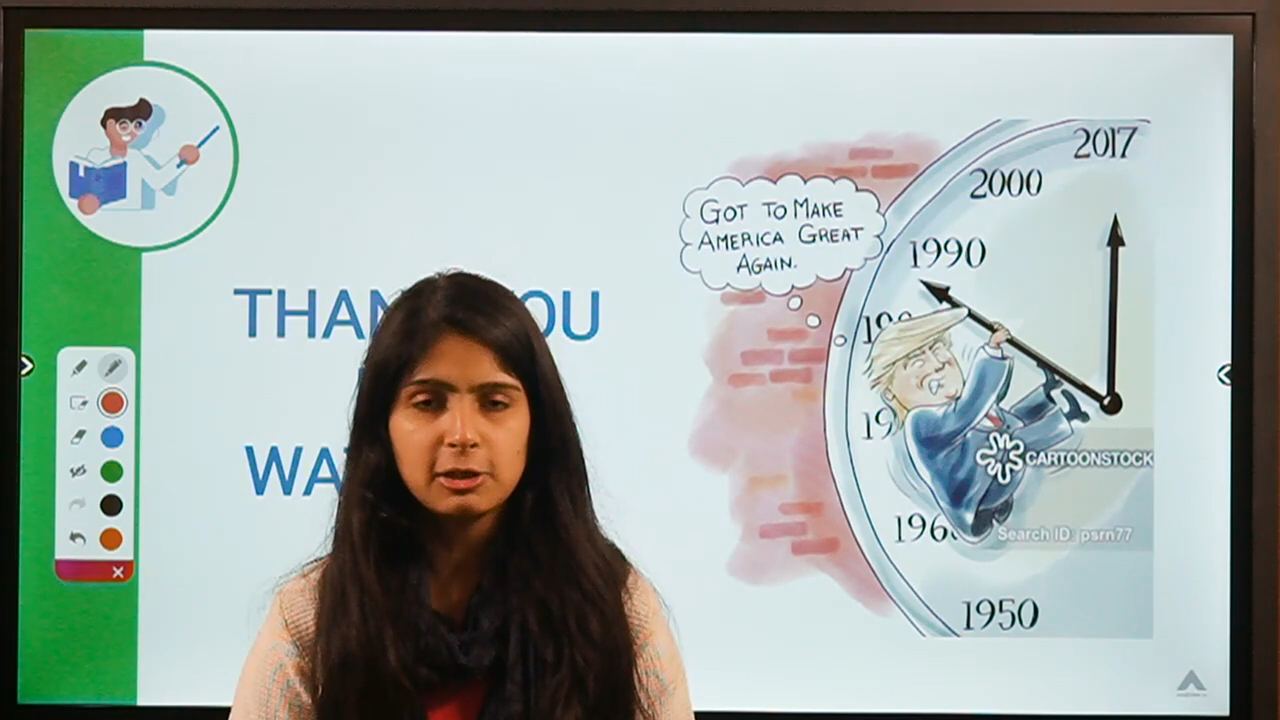 THAN
OU
WA
GOT TO MAKE
AMERICA GREAT
AGAIN.
2017
2000
1990
19
196
1950
CARTOONSTOCK
Search ID: psrn77